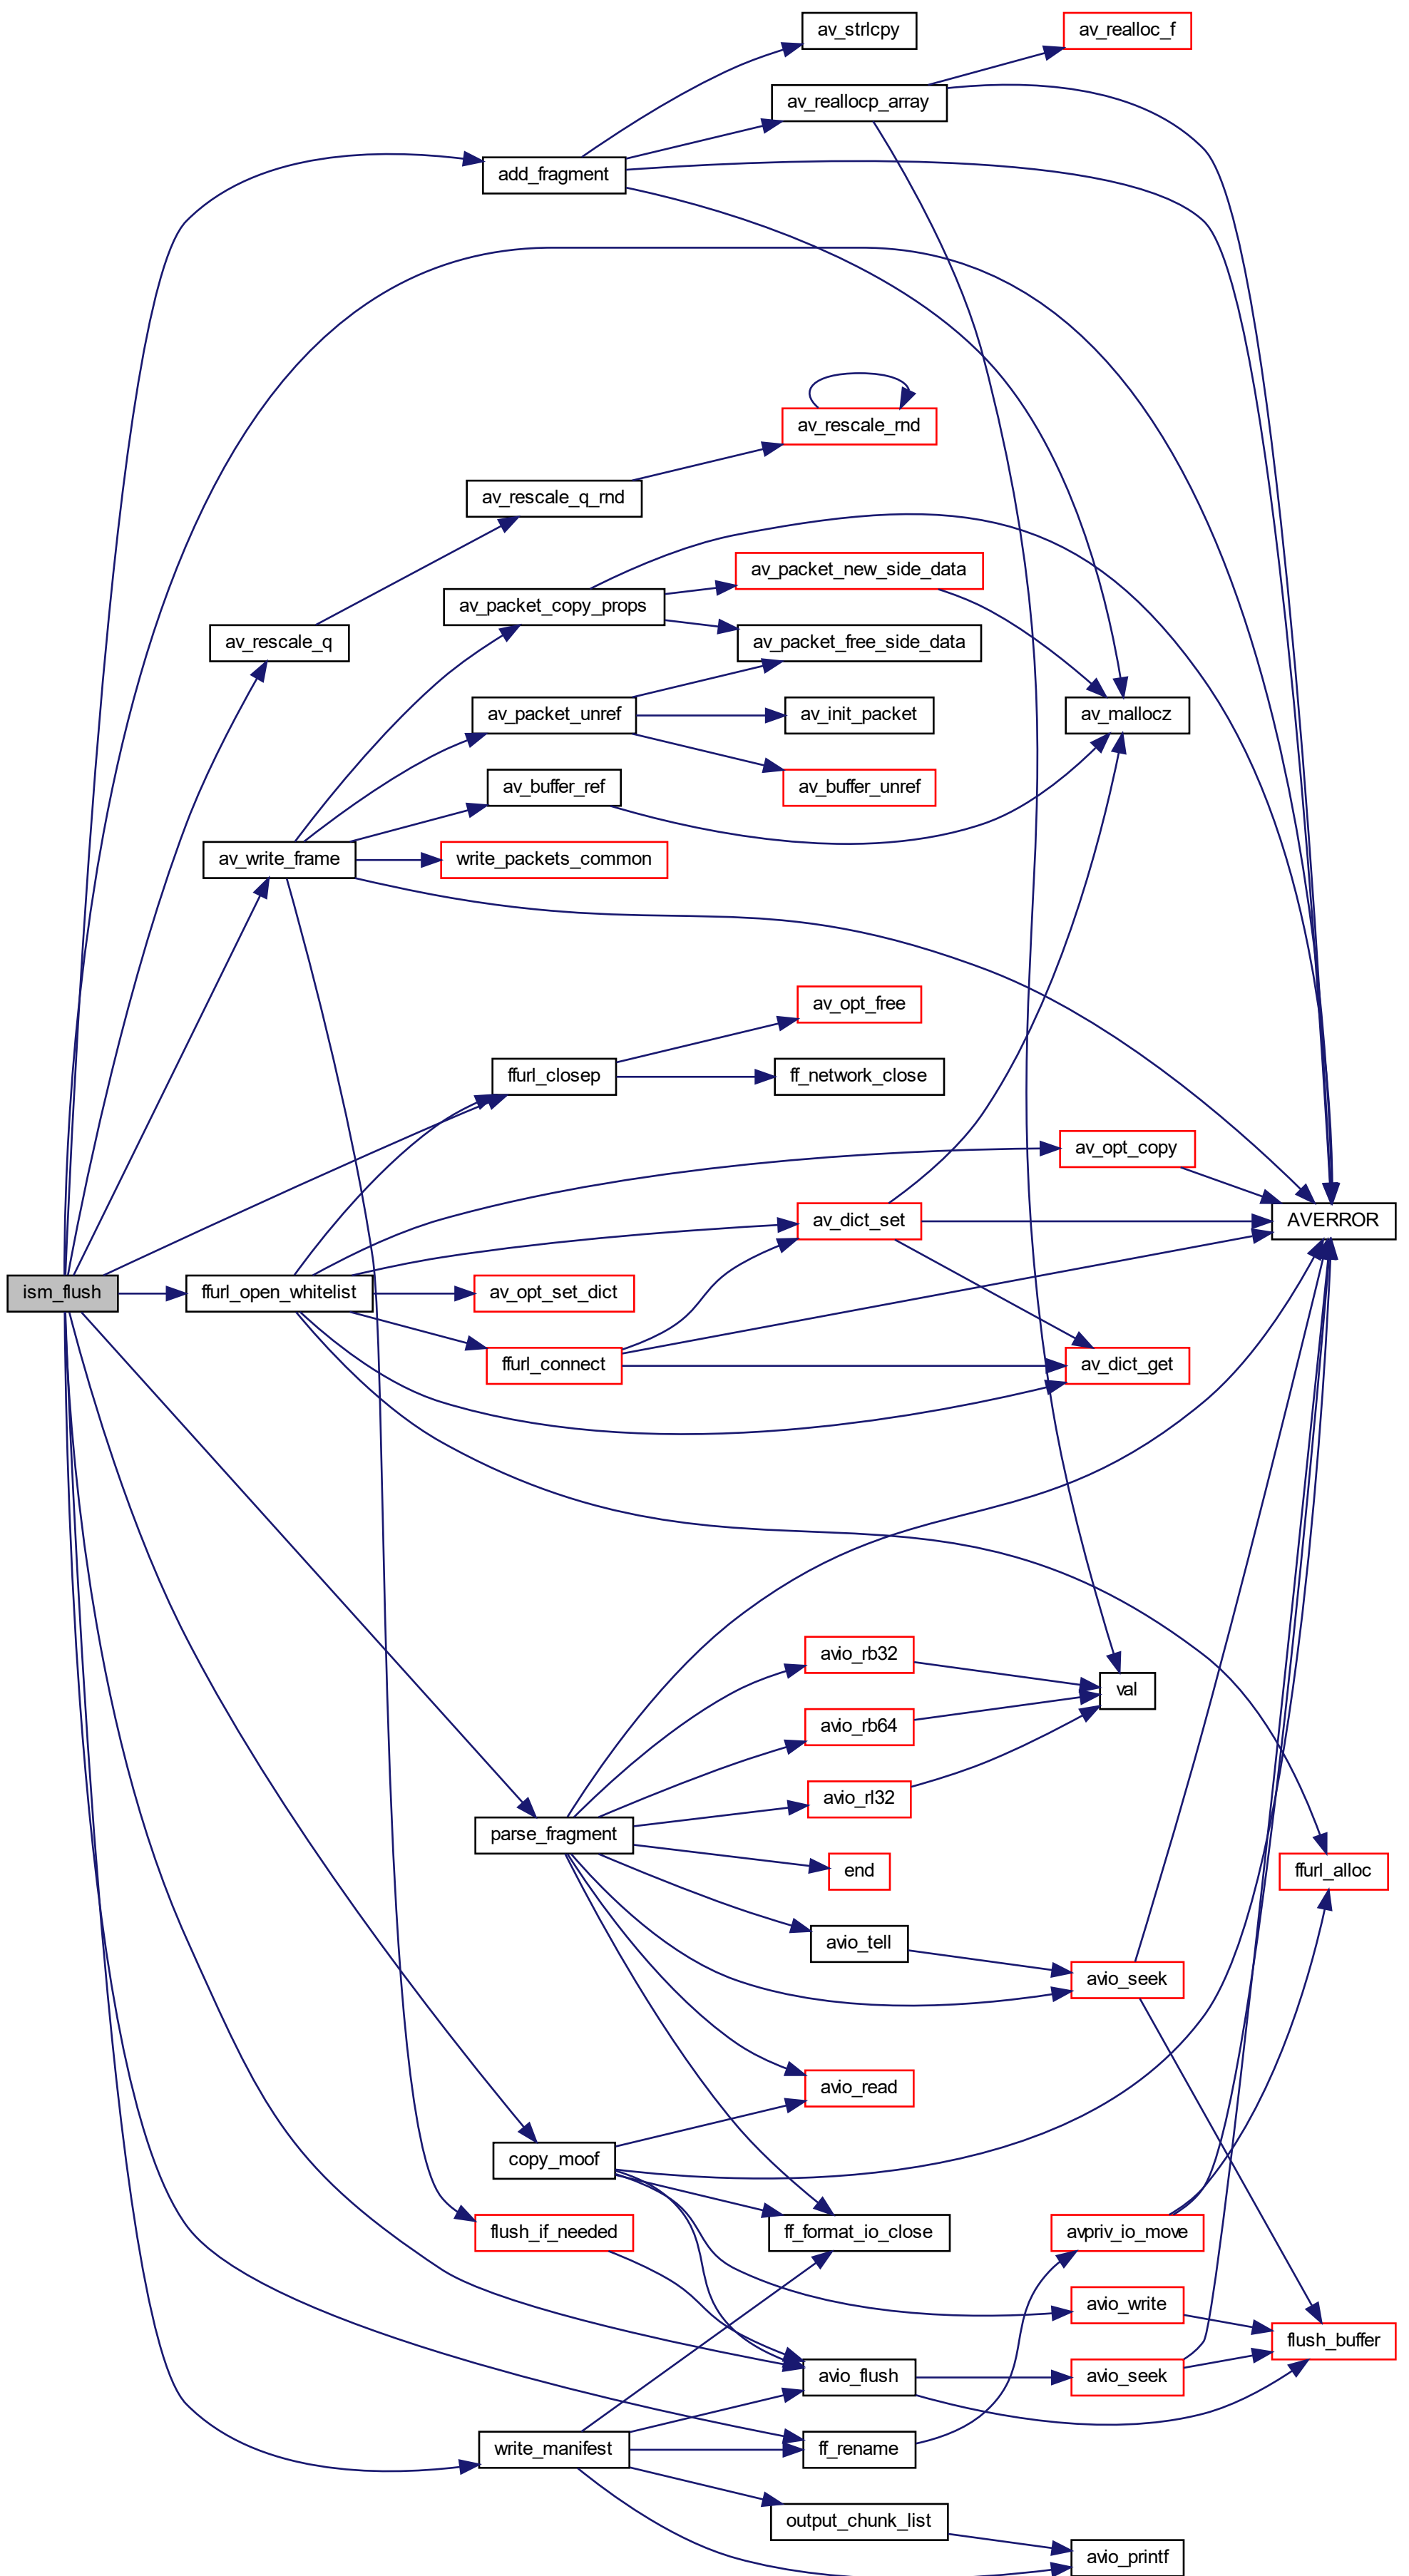 av_strlcpy
av_realloc_f
av_reallocp_array
add_fragment
av_rescale_rnd
av_rescale_q_rnd
av_packet_new_side_data
av_packet_copy_props
av_rescale_q
av_packet_free_side_data
av_packet_unref
av_init_packet
av_mallocz
av_buffer_ref
av_buffer_unref
av_write_frame
write_packets_common
av_opt_free
ffurl_closep
ff_network_close
av_opt_copy
av_dict_set
AVERROR
ism_flush
ffurl_open_whitelist
av_opt_set_dict
ffurl_connect
av_dict_get
avio_rb32
val
avio_rb64
avio_rl32
parse_fragment
end
ffurl_alloc
avio_tell
avio_seek
avio_read
copy_moof
flush_if_needed
ff_format_io_close
avpriv_io_move
avio_write
flush_buffer
avio_flush
avio_seek
write_manifest
ff_rename
output_chunk_list
avio_printf